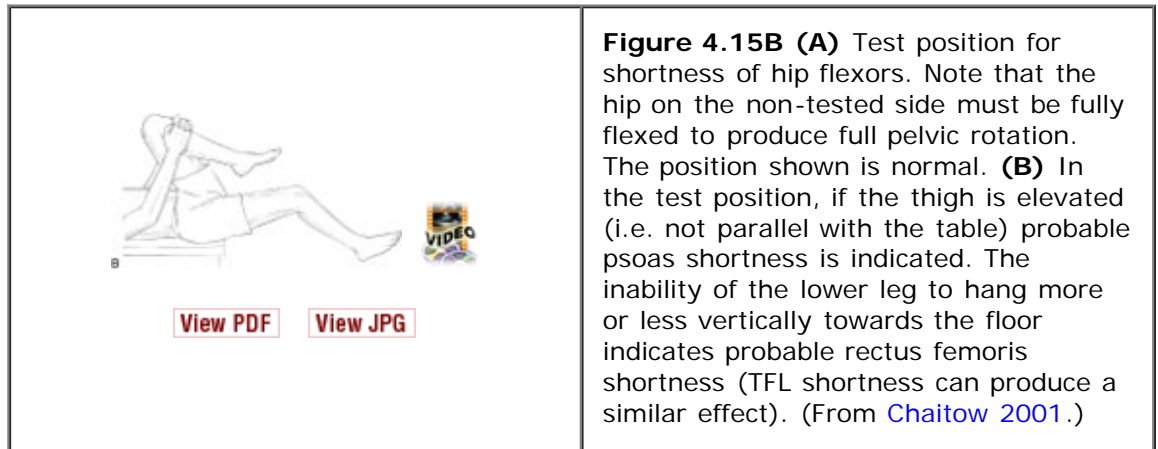 B
VIDEO
View PDF View JPG
Figure 4.15B (A) Test position for
shortness of hip flexors. Note that the
hip on the non-tested side must be fully
flexed to produce full pelvic rotation.
The position shown is normal. (B) In
the test position, if the thigh is elevated
(i.e. not parallel with the table) probable
psoas shortness is indicated. The
inability of the lower leg to hang more
or less vertically towards the floor
indicates probable rectus femoris
shortness (TFL shortness can produce a
similar effect). (From Chaitow 2001.)